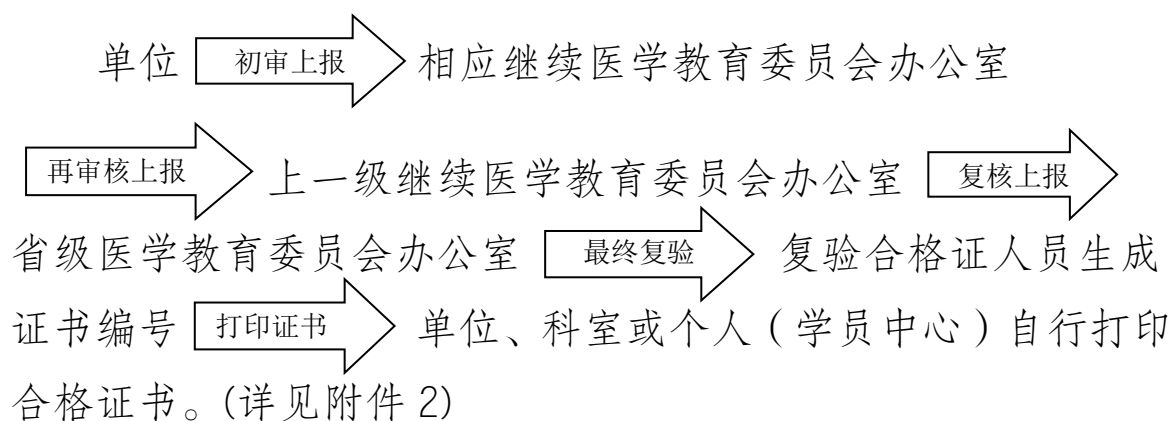 单位 初审上报 相应继续医学教育委员会办公室
再审核上报 上一级继续医学教育委员会办公室 复核上报
省级医学教育委员会办公室 最终复验 复验合格证人员生成
证书编号 打印证书 单位、科室或个人（学员中心）自行打印
合格证书。(详见附件 2)